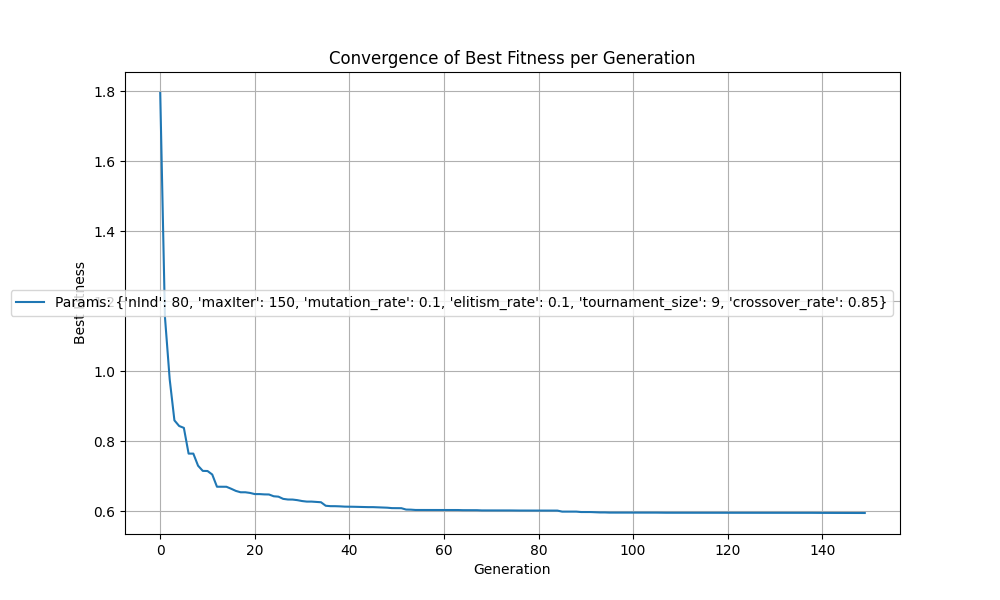 Convergence of Best Fitness per Generation
1.8
1.6
1.4
Params: {'nInd': 80, 'maxIter': 150, 'mutation_rate': 0.1, 'elitism_rate': 0.1, 'tournament_size': 9, 'crossover_rate': 0.85}
1.0
0.8
0.6
0 20 40 60 80 100 120 140
Generation